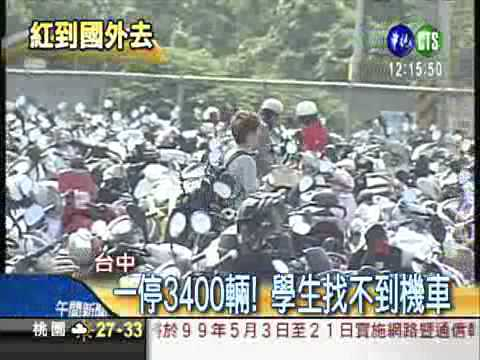 紅到國外去
華視 CTS
12:15:50
台中
一停3400輛! 學生找不到機車
午間新聞
桃園 27-33 於99年5月3日至21日實施網路暨通信